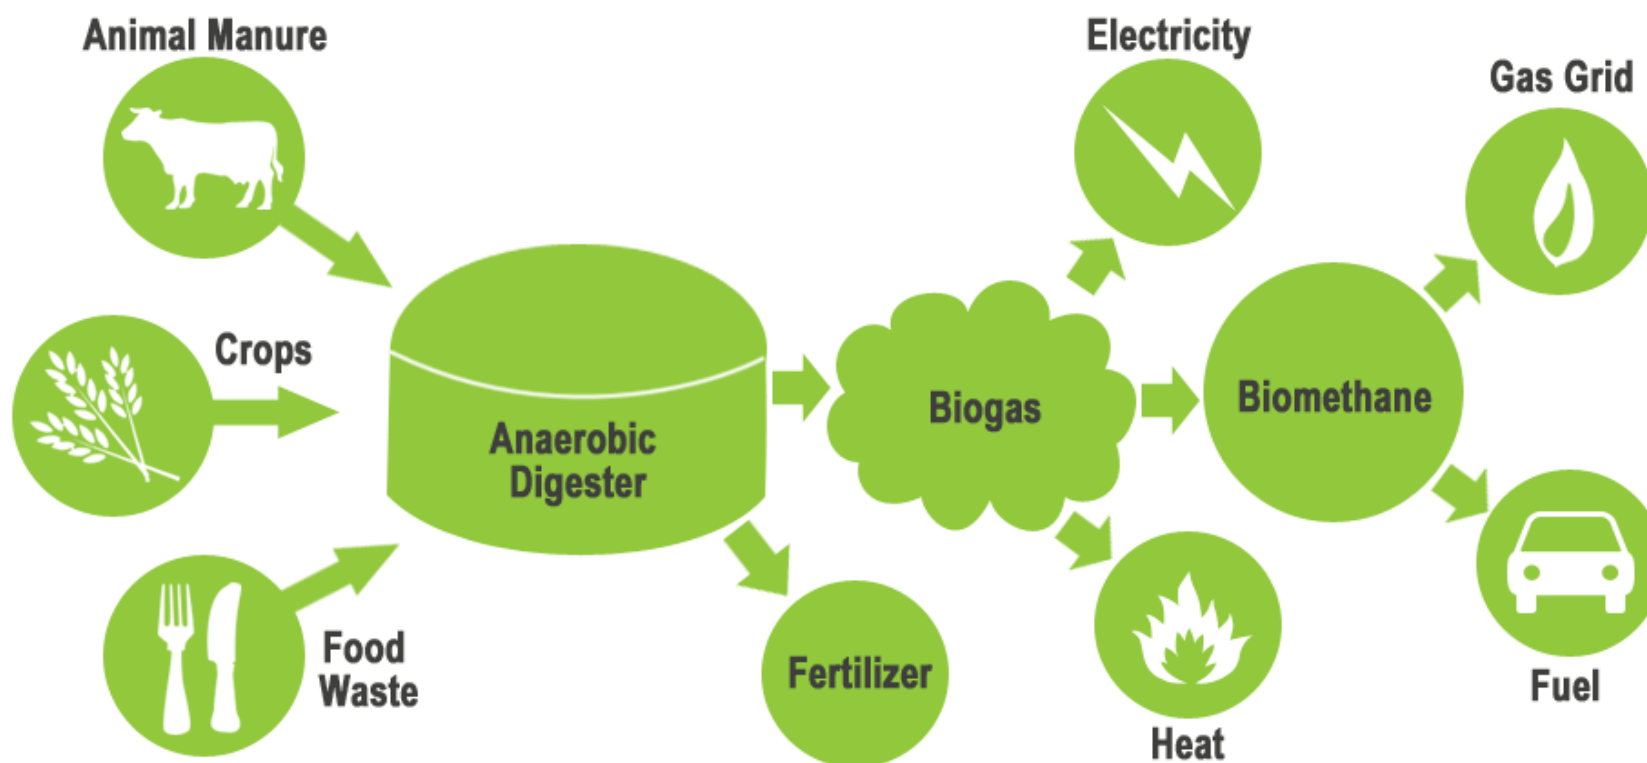 Animal Manure
Electricity
Gas Grid
Crops
Anaerobic
Digester
Biogas
Biomethane
Food
Waste
Fertilizer
Heat
Fuel